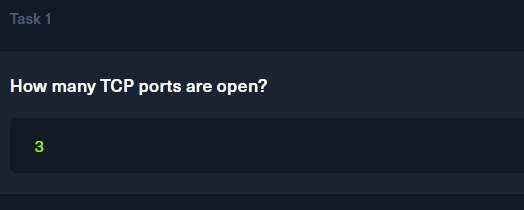 Task 1
How many TCP ports are open?
3